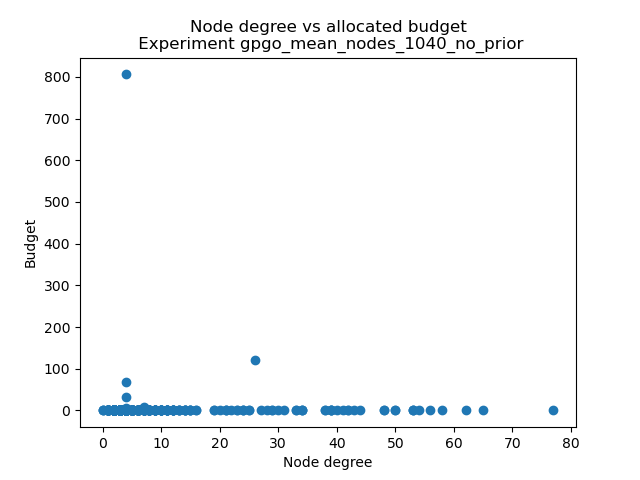 Node degree vs allocated budget
Experiment gpgo_mean_nodes_1040_no_prior
800
700
600
500
400
300
200
100
0
Budget
0 10 20 30 40 50 60 70 80
Node degree